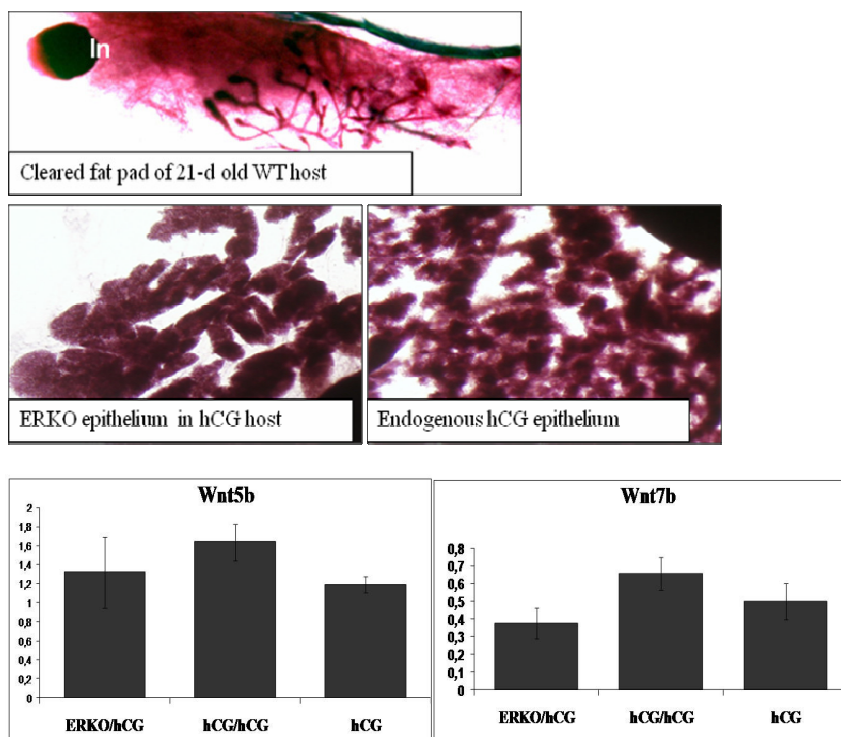 ln
Cleared fat pad of 21-d old WT host
ERKO epithelium in hCG host
Endogenous hCG epithelium
Wnt5b
2
1,8
1,6
1,4
1,2
1
0,8
0,6
0,4
0,2
0
ERKO/hCG hCG/hCG hCG
Wnt7b
0,8
0,7
0,6
0,5
0,4
0,3
0,2
0,1
0
ERKO/hCG hCG/hCG hCG